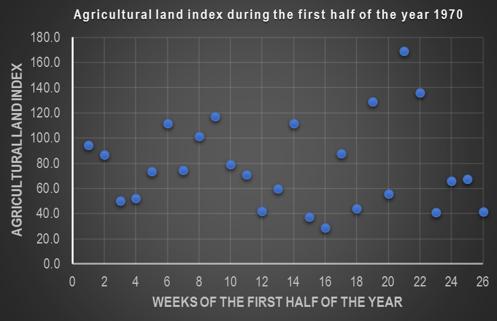 Agricultural land index during the first half of the year 1970
180.0
160.0
140.0
120.0
100.0
80.0
60.0
40.0
20.0
0.0
AGRICULTURAL LAND INDEX
0 2 4 6 8 10 12 14 16 18 20 22 24 26
WEEKS OF THE FIRST HALF OF THE YEAR